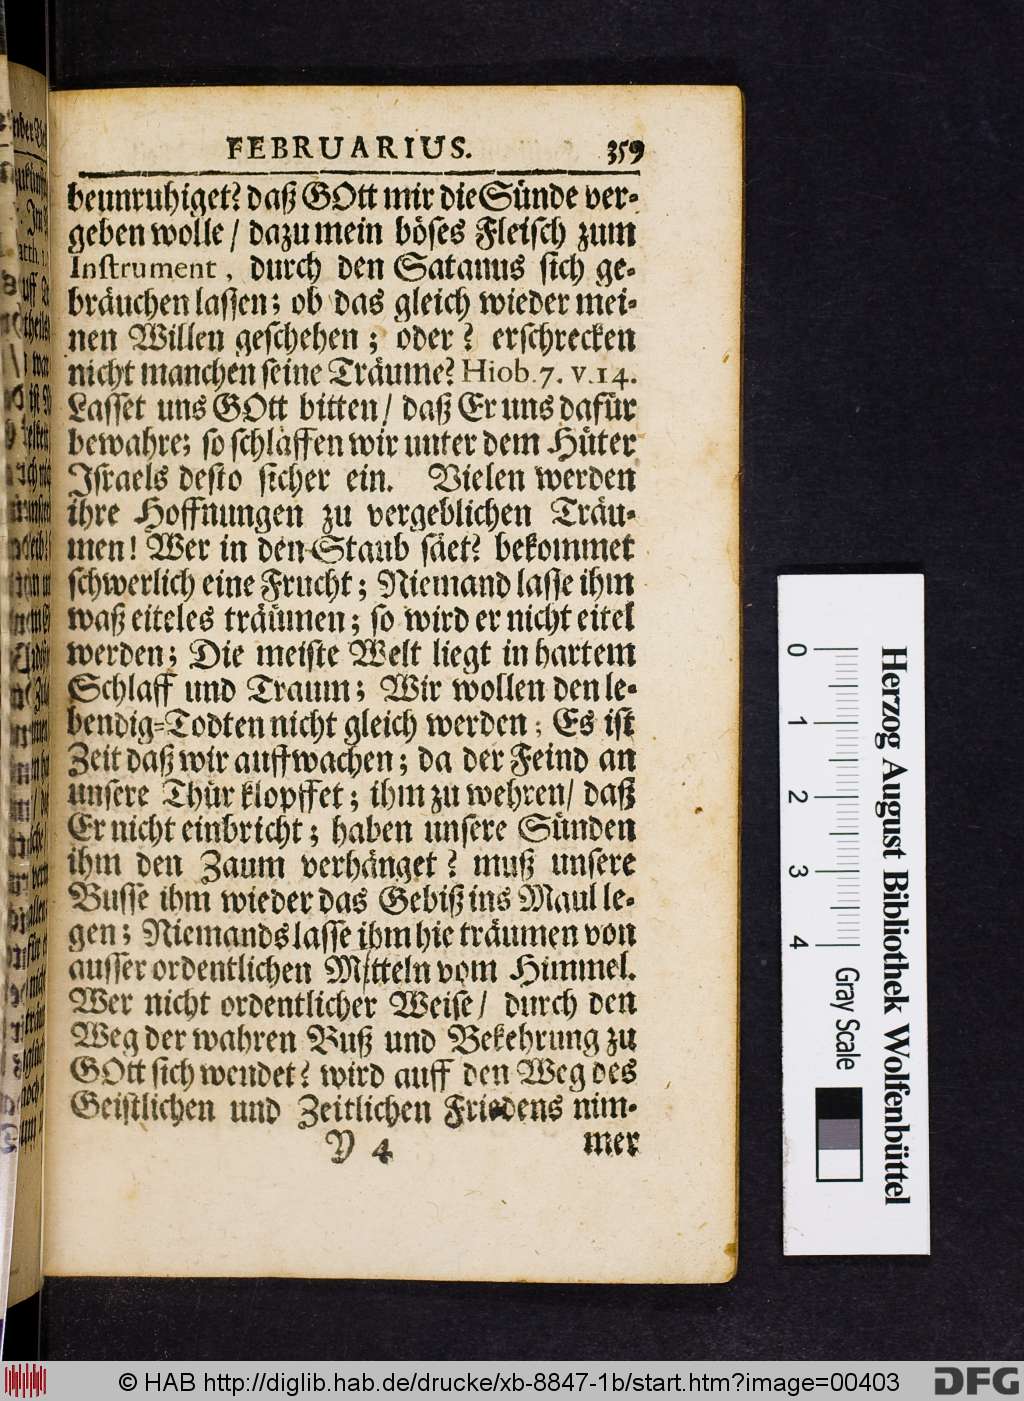 FEBRUARIUS. 359
beunruhiget? daß GOtt mir die Sünde ver-
geben wolle / dazu mein böses Fleisch zum
Instrument, durch den Satanus sich ge-
bräuchen lassen; ob das gleich wieder mei-
nen Willen geschehen; oder? erschrecken
nicht manchen seine Träume? Hiob. 7. v. 14.
Lasset uns GOtt bitten / daß Er uns dafür
bewahre; so schlaffen wir unter dem Hüter
Israels desto sicher ein. Vielen werden
ihre Hoffnungen zu vergeblichen Träu-
men! Wer in den Staub säet? bekommet
schwerlich eine Frucht; Niemand lasse ihm
waß eiteles träumen; so wird er nicht eitel
werden; Die meiste Welt liegt in hartem
Schlaff und Traum; Wir wollen den le-
bendig-Todten nicht gleich werden; Es ist
Zeit daß wir auffwachen; da der Feind an
unsere Thür klopffet; ihm zu wehren / daß
Er nicht einbricht; haben unsere Sünden
ihm den Zaum verhänget? muß unsere
Busse ihm wieder das Gebiß ins Maul le-
gen; Niemands lasse ihm hie träumen von
ausser ordentlichen Mitteln vom Himmel.
Wer nicht ordentlicher Weise / durch den
Weg der wahren Buß und Bekehrung zu
GOtt sich wendet? wird auff den Weg des
Geistlichen und Zeitlichen Friedens nim-
Y 4 mer
Herzog August Bibliothek Wolfenbüttel
0 1 2 3 4 Gray Scale
© HAB http://diglib.hab.de/drucke/xb-8847-1b/start.htm?image=00403
DFG